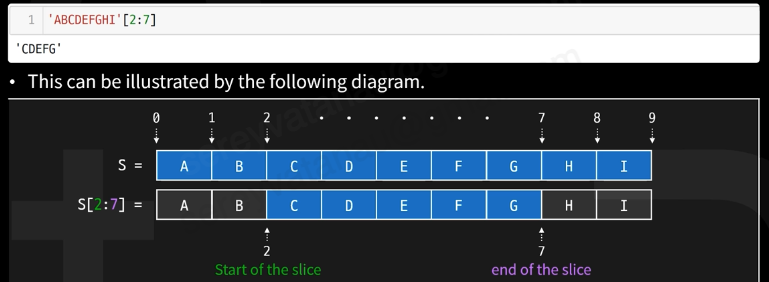 1 'ABCDEFGHI'[2:7]
'CDEFG'
• This can be illustrated by the following diagram.
0 1 2 . . . . . . . 7 8 9
S = A B C D E F G H I
S[2:7] = A B C D E F G H I
2 7
Start of the slice end of the slice